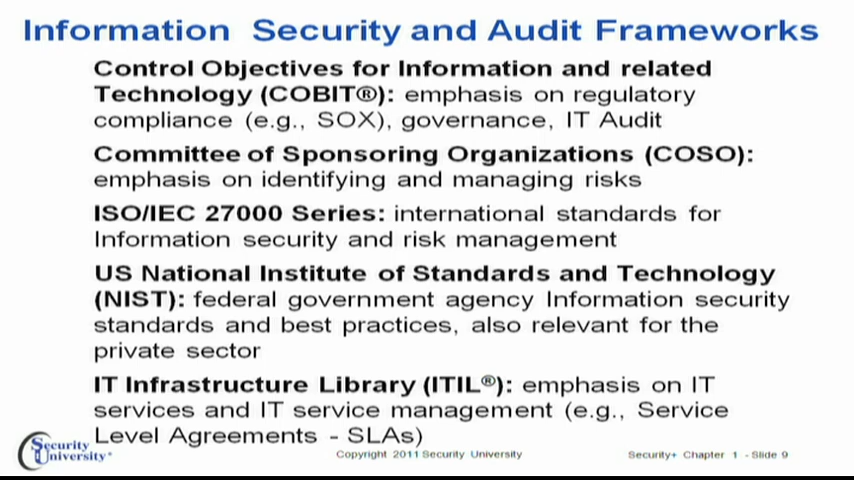 Information Security and Audit Frameworks
Control Objectives for Information and related
Technology (COBIT®): emphasis on regulatory
compliance (e.g., SOX), governance, IT Audit
Committee of Sponsoring Organizations (COSO):
emphasis on identifying and managing risks
ISO/IEC 27000 Series: international standards for
Information security and risk management
US National Institute of Standards and Technology
(NIST): federal government agency Information security
standards and best practices, also relevant for the
private sector
IT Infrastructure Library (ITIL®): emphasis on IT
services and IT service management (e.g., Service
Level Agreements - SLAs)
Security
University
Copyright 2011 Security University
Security+ Chapter 1 - Slide 9